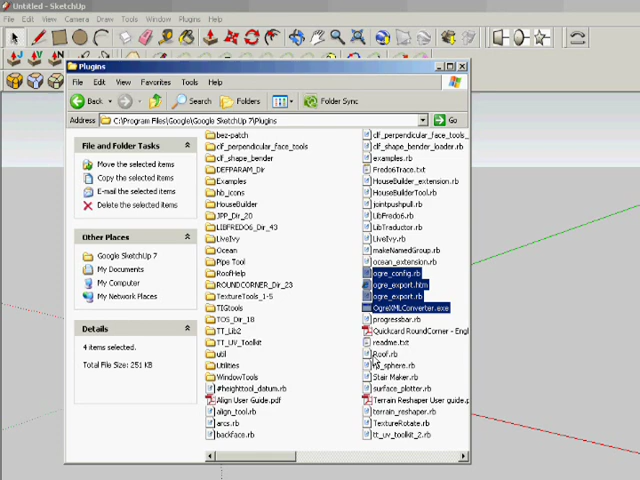 Untitled - SketchUp
File Edit View Camera Draw Tools Window Plugins Help
Plugins
File Edit View Favorites Tools Help
Back Search Folders Folder Sync
Address C:\Program Files\Google\Google SketchUp 7\Plugins Go
File and Folder Tasks
Move the selected items
Copy the selected items
E-mail the selected items
Delete the selected items
Other Places
Google SketchUp 7
My Documents
My Computer
My Network Places
Details
4 items selected.
Total File Size: 251 KB
bez-patch
clf_perpendicular_face_tools
clf_shape_bender
DEFPARAM_Dir
Examples
hb_icons
HouseBuilder
JPP_Dir_20
LIBFREDO6_Dir_43
LiveIvy
Ocean
Pipe Tool
RoofHelp
ROUNDCORNER_Dir_23
TextureTools_1-5
TIGtools
TOS_Dir_18
TT_Lib2
TT_UV_Toolkit
util
Utilities
WindowTools
#heighttool_datum.rb
Align User Guide.pdf
align_tool.rb
arcs.rb
backface.rb
clf_perpendicular_face_tools_
clf_shape_bender_loader.rb
examples.rb
Fredo6Trace.txt
HouseBuilder_extension.rb
HouseBuilderTool.rb
jointpushpull.rb
LibFredo6.rb
LibTraductor.rb
LiveIvy.rb
makeNamedGroup.rb
ocean_extension.rb
ogre_config.rb
ogre_export.htm
ogre_export.rb
OgreXMLConverter.exe
progressbar.rb
Quickcard RoundCorner - Engl
readme.txt
Roof.rb
_sphere.rb
Stair Maker.rb
surface_plotter.rb
Terrain Reshaper User guide.p
terrain_reshaper.rb
TextureRotate.rb
tt_uv_toolkit_2.rb